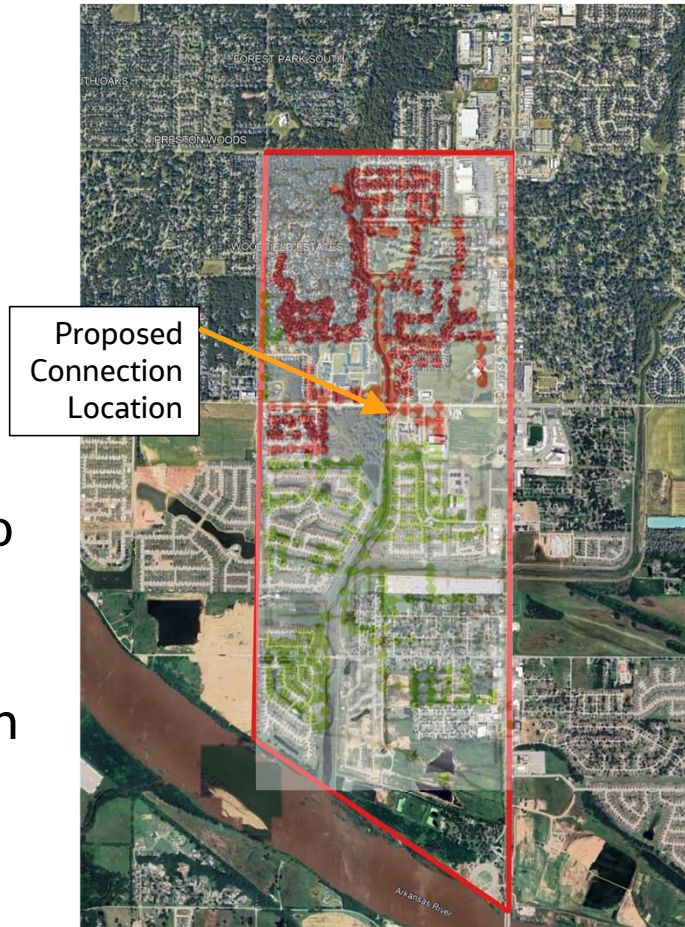 FOREST PARK SOUTH
PRESTON WOODS
WOODFIELD ESTATES
Proposed
Connection
Location
Arkansas River